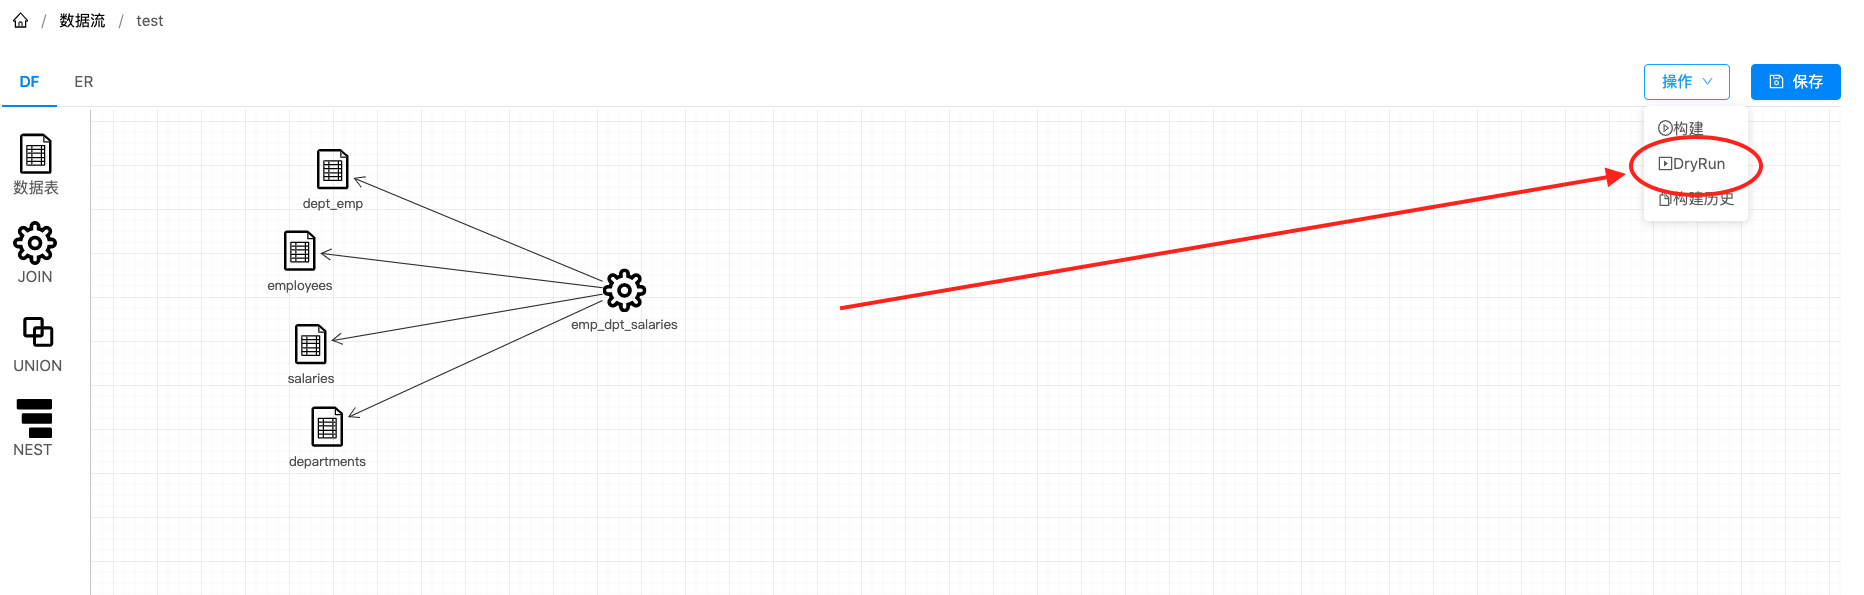 / 数据流 / test
DF ER
操作 保存
构建
DryRun
构建历史
数据表
JOIN
UNION
NEST
dept_emp
employees
emp_dpt_salaries
salaries
departments